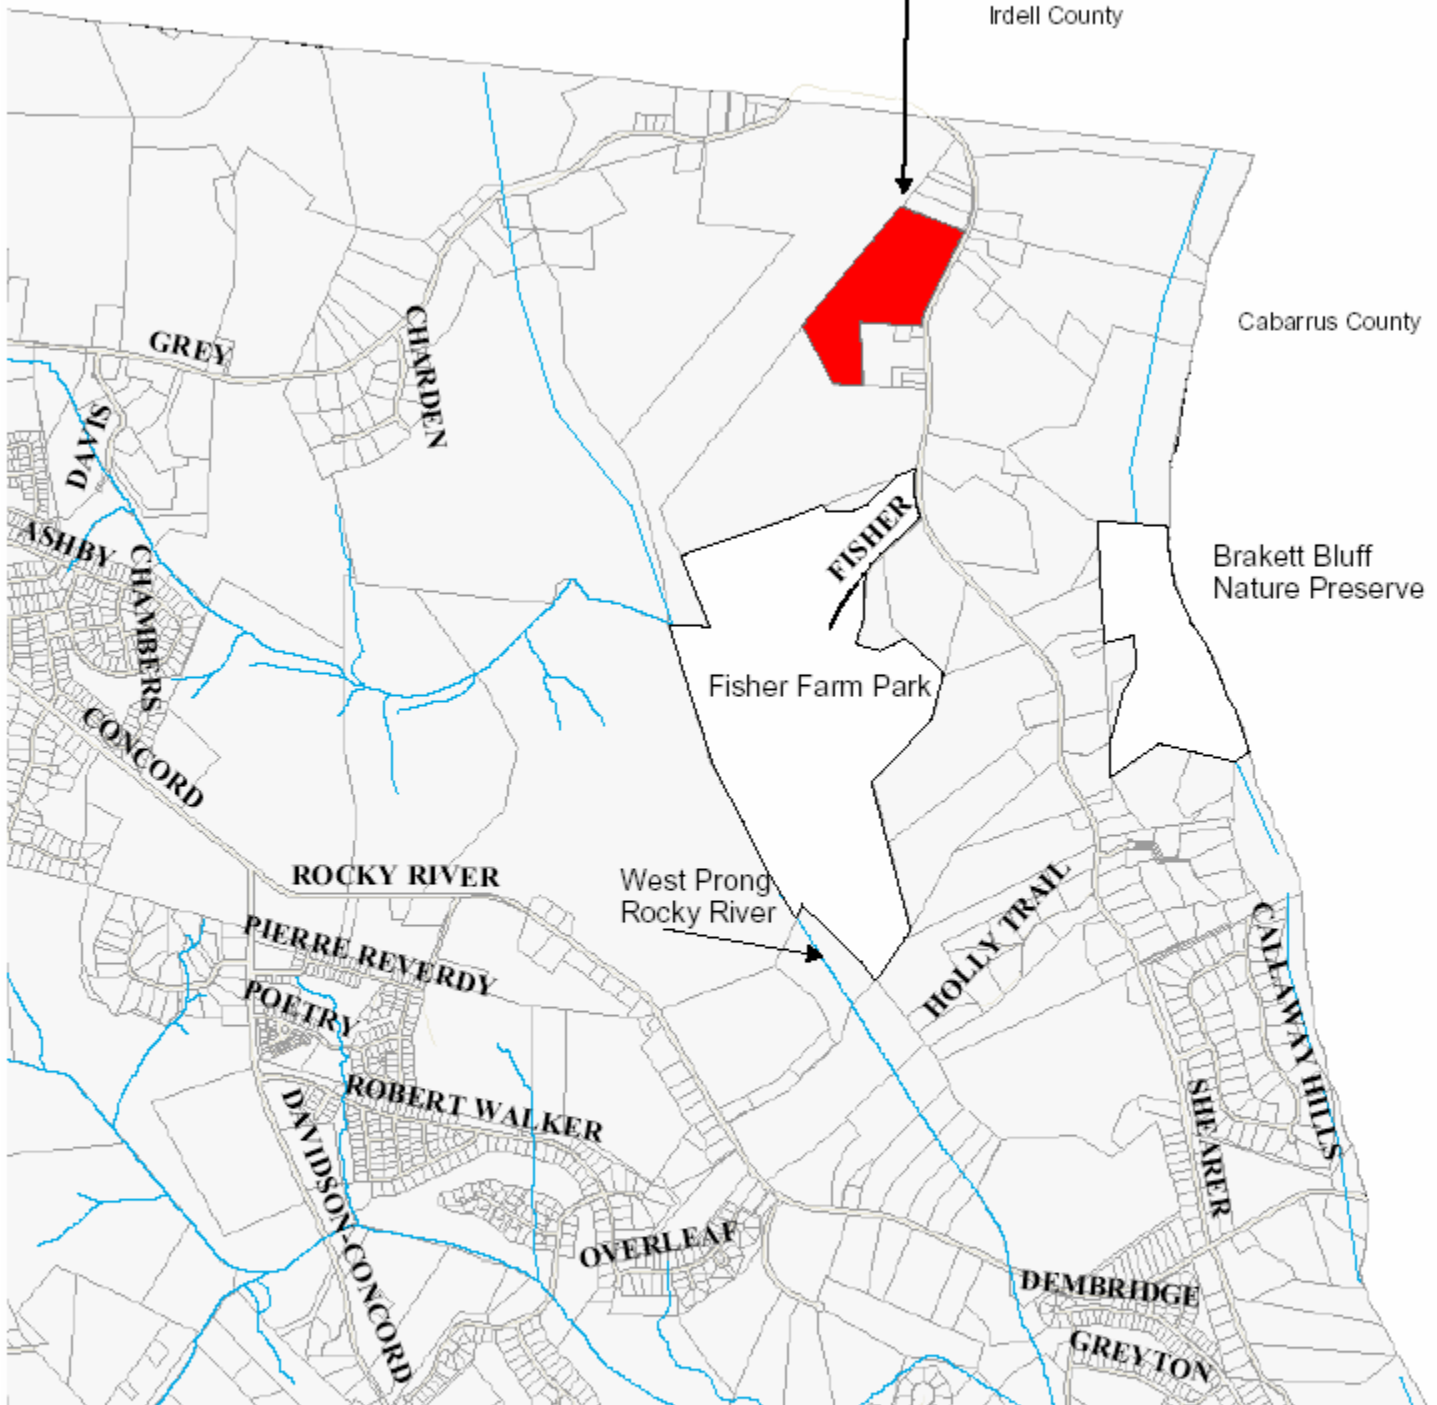 Irdell County
Cabarrus County
GREY
CHARDEN
DAVIS
ASHBY
CHAMBERS
FISHER
Brakett Bluff
Nature Preserve
Fisher Farm Park
CONCORD
ROCKY RIVER
West Prong
Rocky River
HOLLY TRAIL
PIERRE REVERDY
POETRY
CALLAWAY HILLS
ROBERT WALKER
DAVIDSON-CONCORD
SHEARER
OVERLEAF
DEMBRIDGE
GREYTON